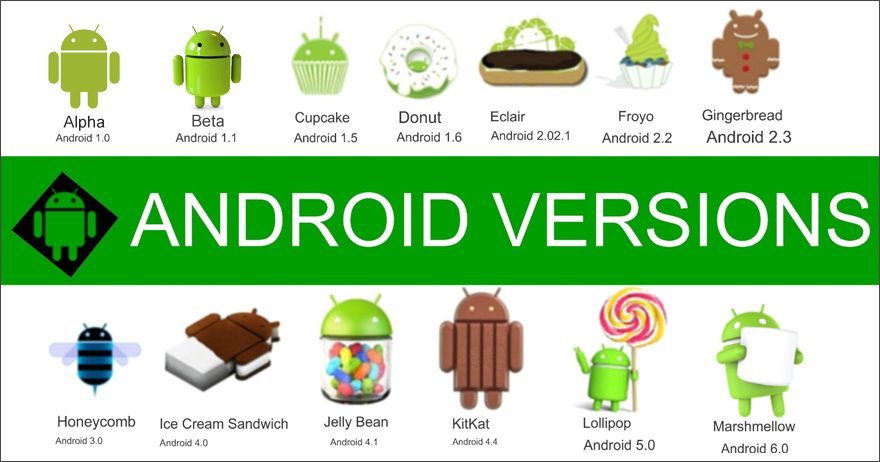 Alpha
Android 1.0
Beta
Android 1.1
Cupcake
Android 1.5
Donut
Android 1.6
Eclair
Android 2.02.1
Froyo
Android 2.2
Gingerbread
Android 2.3
ANDROID VERSIONS
Honeycomb
Android 3.0
Ice Cream Sandwich
Android 4.0
Jelly Bean
Android 4.1
KitKat
Android 4.4
Lollipop
Android 5.0
Marshmellow
Android 6.0